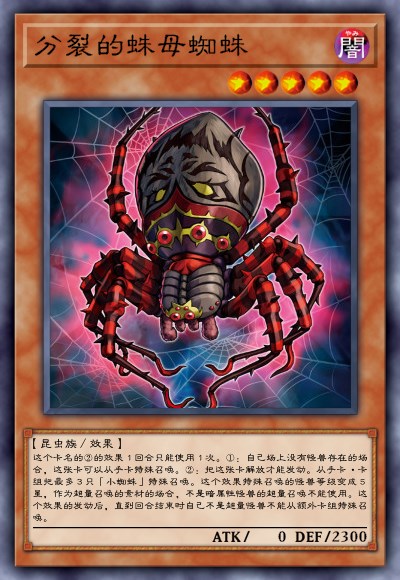 分裂的蛛母蜘蛛
やみ
闇
【昆虫族/效果】
这个卡名的②的效果1回合只能使用1次。①:自己场上没有怪兽存在的场
合,这张卡可以从手卡特殊召唤。②:把这张卡解放才能发动。从手卡·卡
组把最多3只「小蜘蛛」特殊召唤。这个效果特殊召唤的怪兽等级变成5
星,作为超量召唤的素材的场合,不是暗属性怪兽的超量召唤不能使用。这
个效果的发动后,直到回合结束时自己不是超量怪兽不能从额外卡组特殊召
唤。
ATK/ 0 DEF/2300